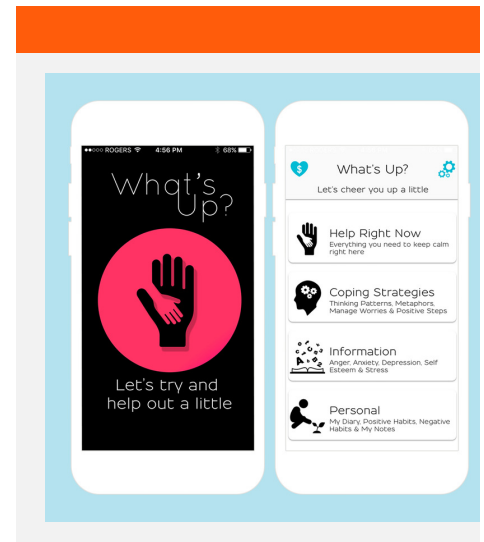 ROGERS 4:56 PM 68%
What's
Up?
Let's try and
help out a little
$
What's Up?
Let's cheer you up a little
Help Right Now
Everything you need to keep calm
right here
Coping Strategies
Thinking Patterns, Metaphors,
Manage Worries & Positive Steps
Information
Anger, Anxiety, Depression, Self
Esteem & Stress
Personal
My Diary, Positive Habits, Negative
Habits & My Notes